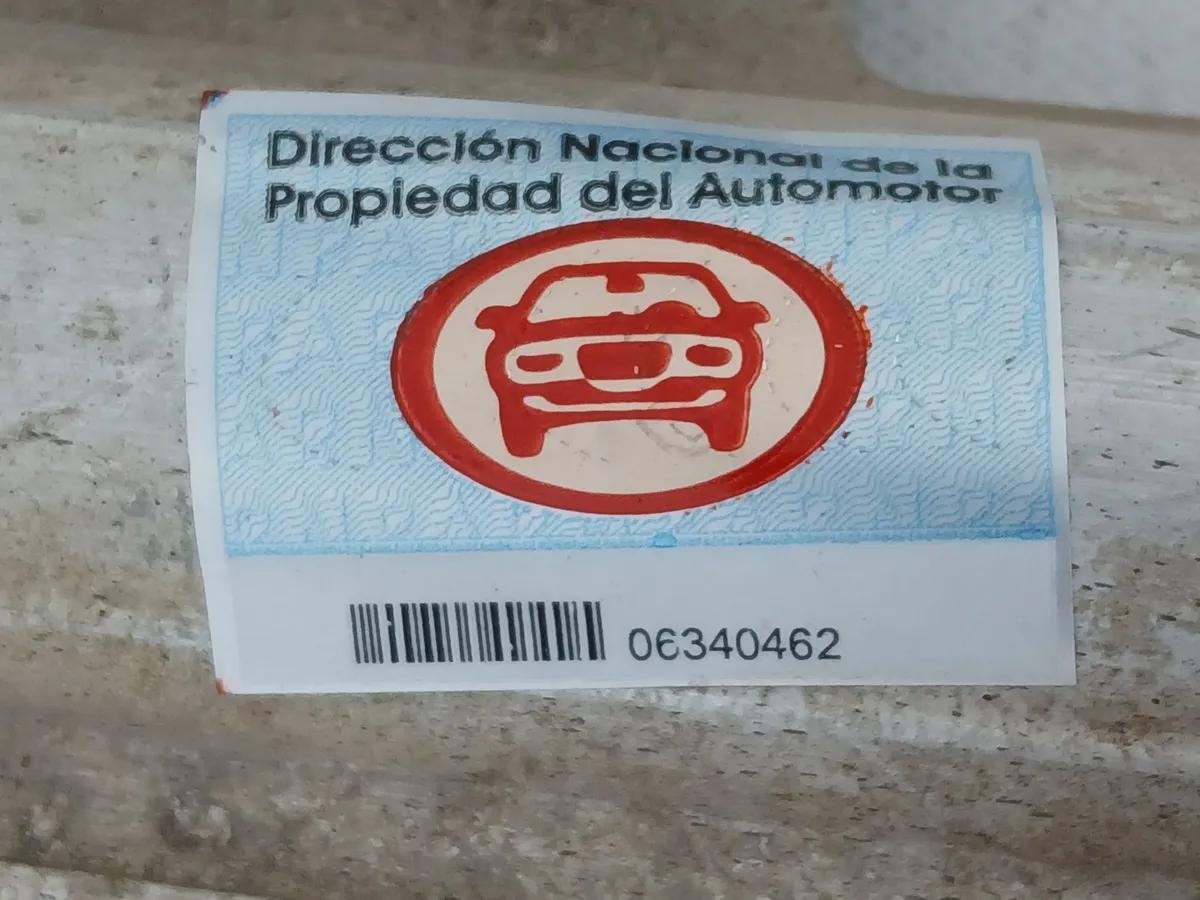 Dirección Nacional de la
Propiedad del Automotor
06340462